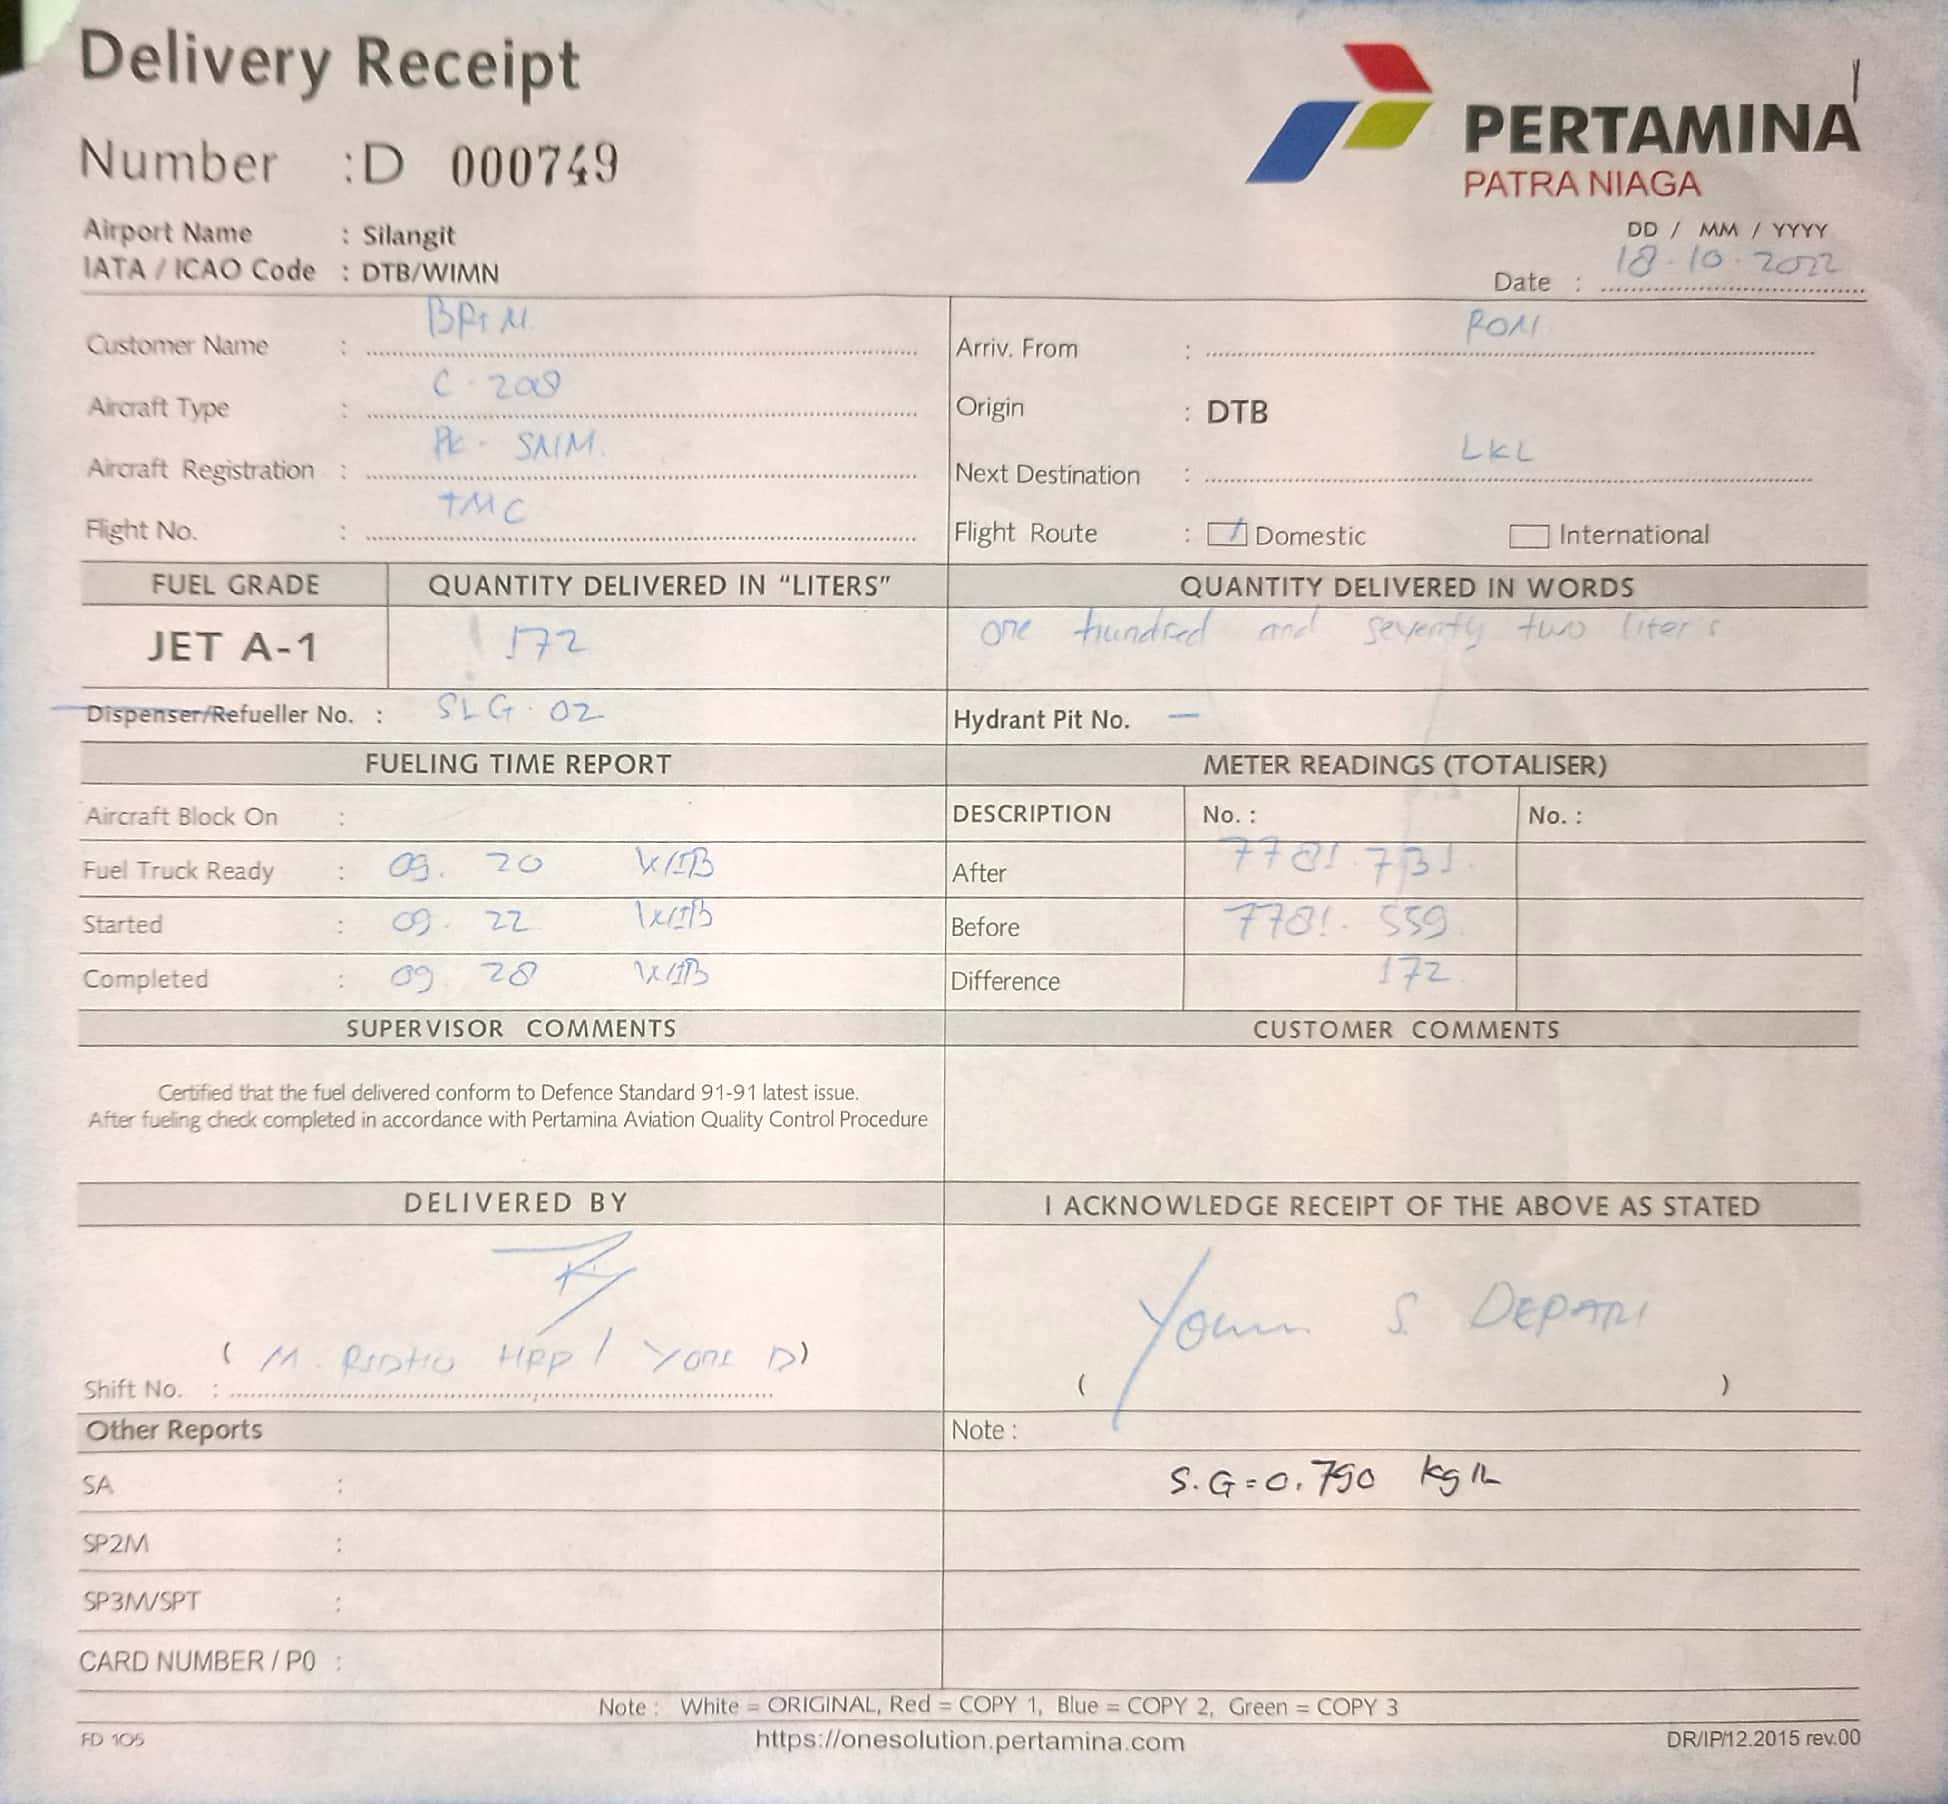 Delivery Receipt
Number : D 000749
PERTAMINA
PATRA NIAGA
Airport Name : Silangit
IATA / ICAO Code : DTB/WIMN
DD / MM / YYYY
Date : 18.10.2022
Customer Name :
Arriv. From :
Aircraft Type : C.208
Origin : DTB
Aircraft Registration : PK - SNM.
Next Destination : LKL
Flight No. : TMC
Flight Route : Domestic International
FUEL GRADE QUANTITY DELIVERED IN “LITERS” QUANTITY DELIVERED IN WORDS
JET A-1 172 one hundred and seventy two liter's
Dispenser/Refueller No. : SLG.02 Hydrant Pit No. —
FUELING TIME REPORT METER READINGS (TOTALISER)
Aircraft Block On : DESCRIPTION No. : No. :
Fuel Truck Ready : 09. 20 WIB After 7781.731.
Started : 09. 22 WIB Before 7781. 559
Completed : 09 28 WIB Difference 172.
SUPERVISOR COMMENTS CUSTOMER COMMENTS
Certified that the fuel delivered conform to Defence Standard 91-91 latest issue.
After fueling check completed in accordance with Pertamina Aviation Quality Control Procedure
DELIVERED BY I ACKNOWLEDGE RECEIPT OF THE ABOVE AS STATED
S. DEPARI
( M. RIDHO HRP / YORI D)
Shift No. : ( )
Other Reports Note :
SA : S.G = 0.790 kg/L
SP2M :
SP3M/SPT :
CARD NUMBER / P0 :
Note : White = ORIGINAL, Red = COPY 1, Blue = COPY 2, Green = COPY 3
FD 105 https://onesolution.pertamina.com DR/IP/12.2015 rev.00